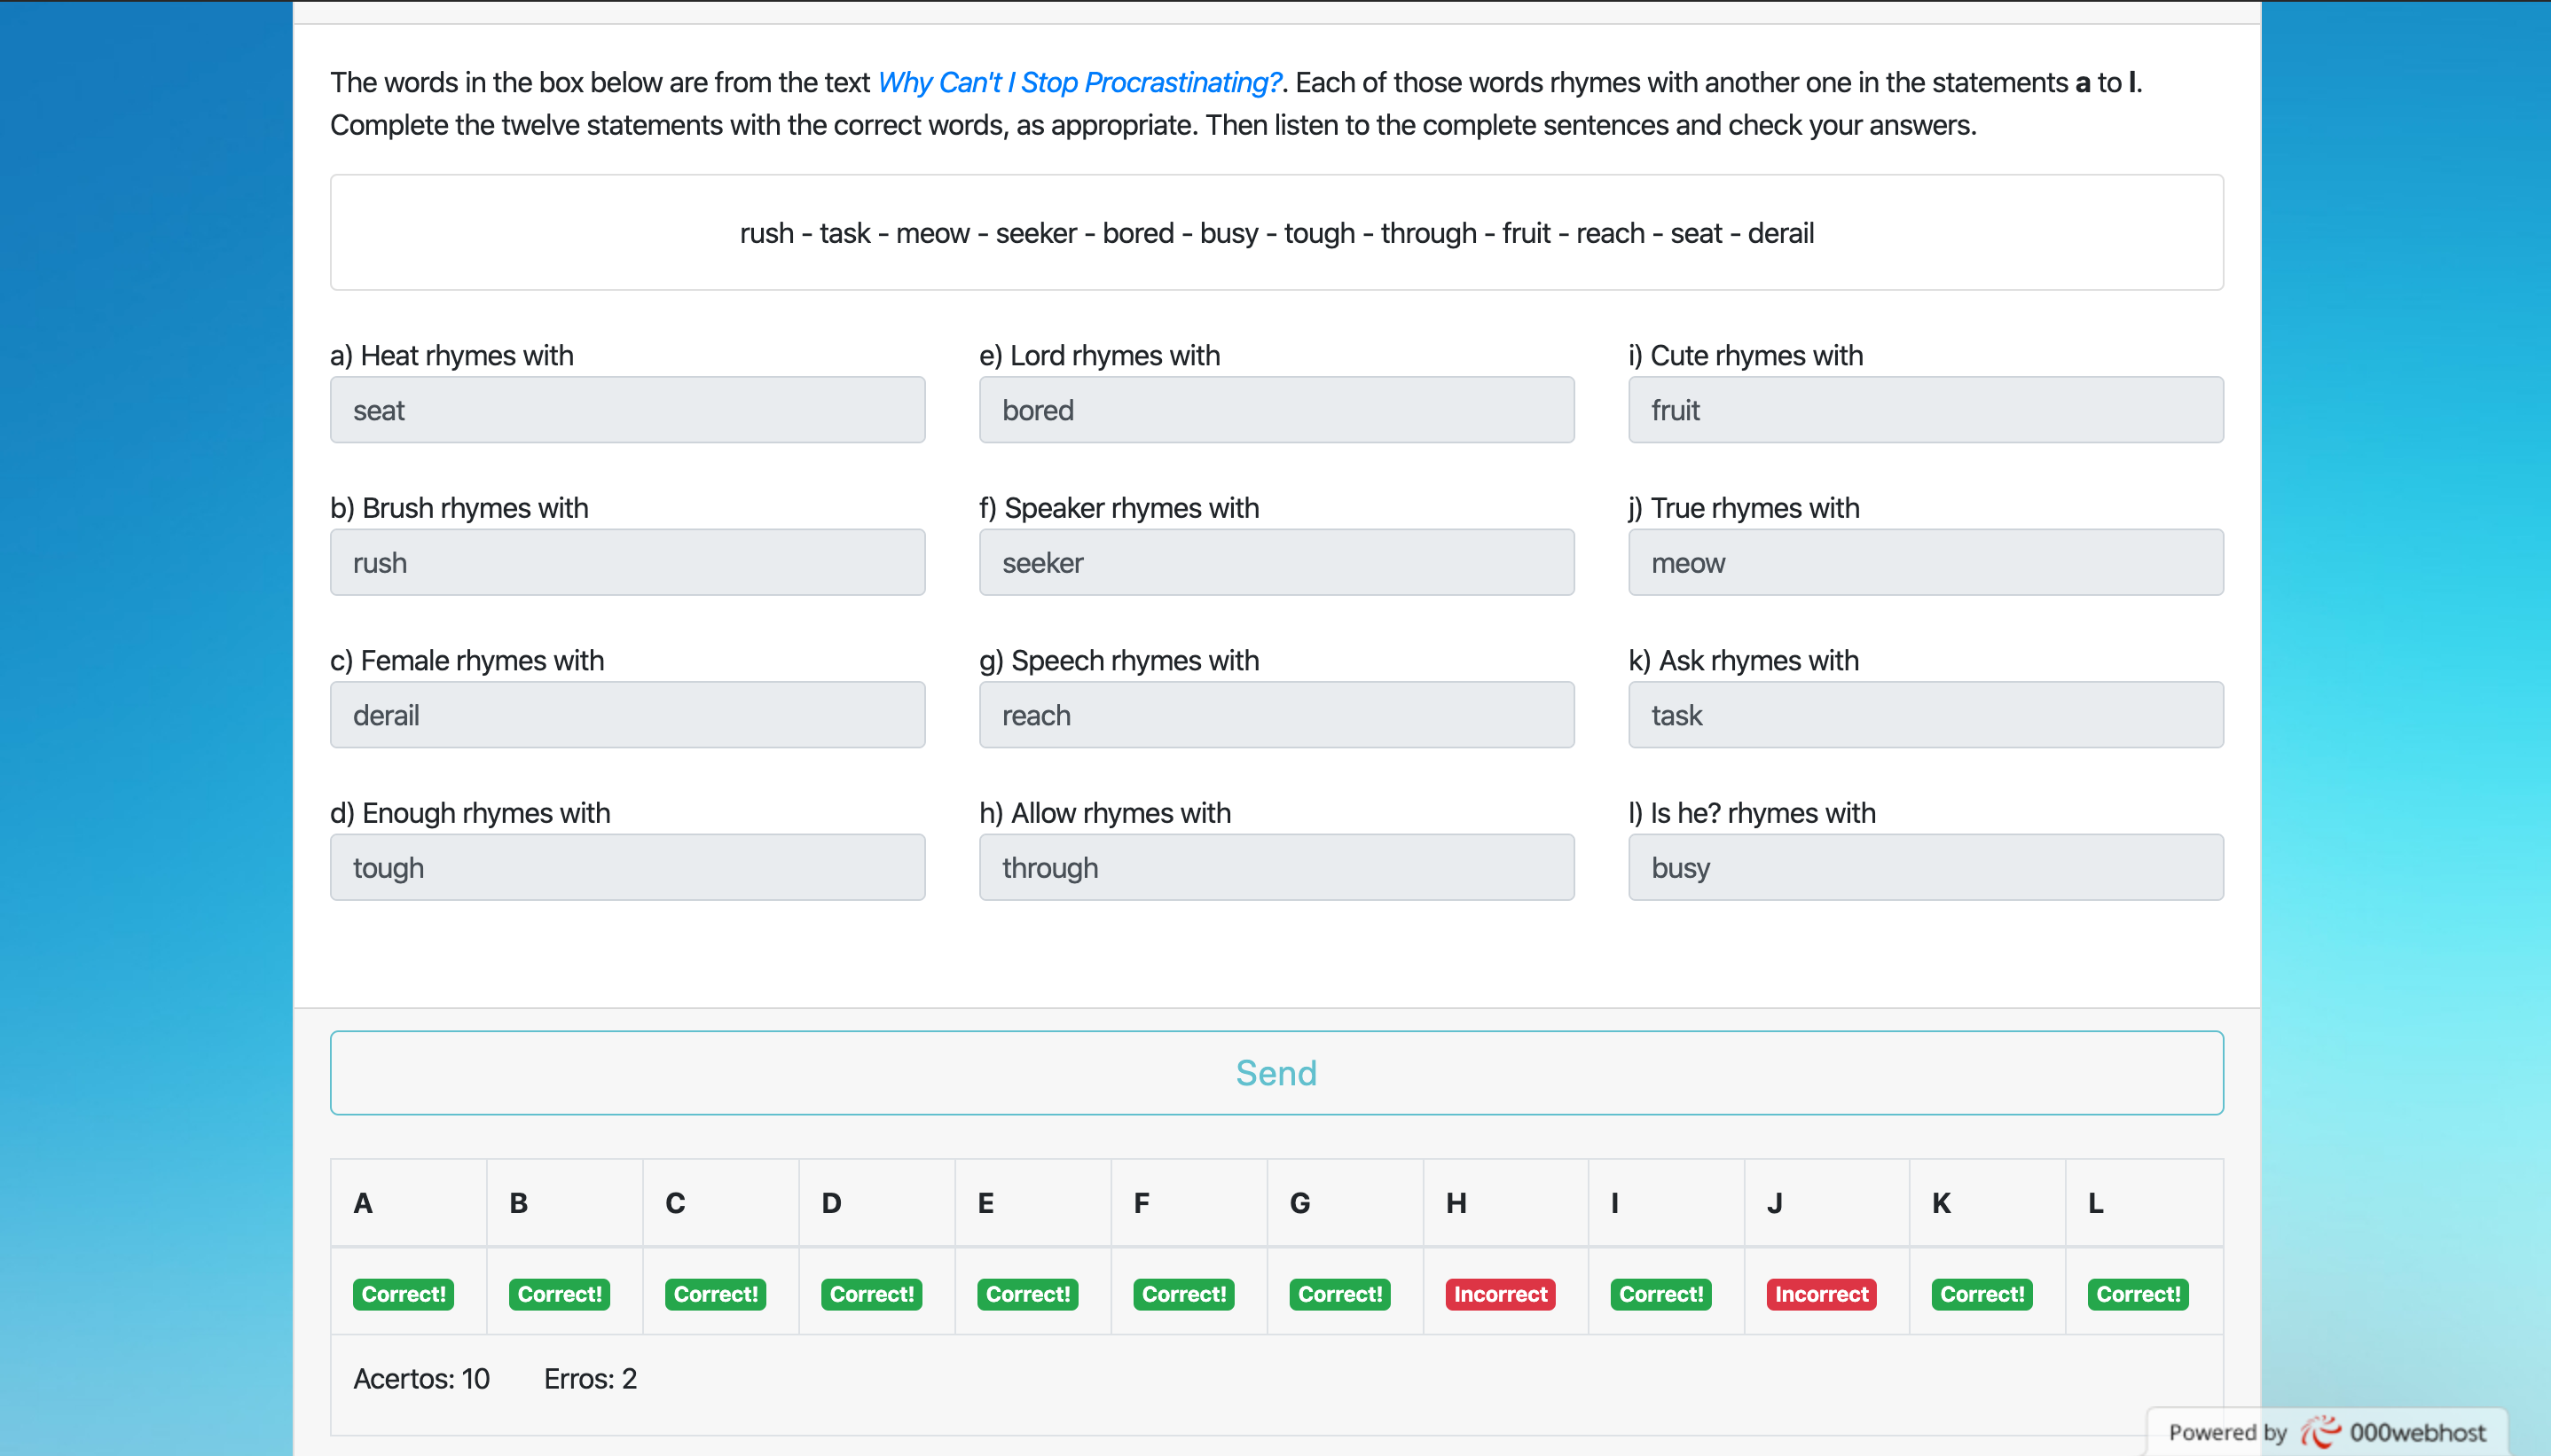 The words in the box below are from the text Why Can't I Stop Procrastinating?. Each of those words rhymes with another one in the statements a to l.
Complete the twelve statements with the correct words, as appropriate. Then listen to the complete sentences and check your answers.
rush - task - meow - seeker - bored - busy - tough - through - fruit - reach - seat - derail
a) Heat rhymes with
seat
b) Brush rhymes with
rush
c) Female rhymes with
derail
d) Enough rhymes with
tough
e) Lord rhymes with
bored
f) Speaker rhymes with
seeker
g) Speech rhymes with
reach
h) Allow rhymes with
through
i) Cute rhymes with
fruit
j) True rhymes with
meow
k) Ask rhymes with
task
l) Is he? rhymes with
busy
Send
A B C D E F G H I J K L
Correct! Correct! Correct! Correct! Correct! Correct! Correct! Incorrect Correct! Incorrect Correct! Correct!
Acertos: 10 Erros: 2
Powered by 000webhost